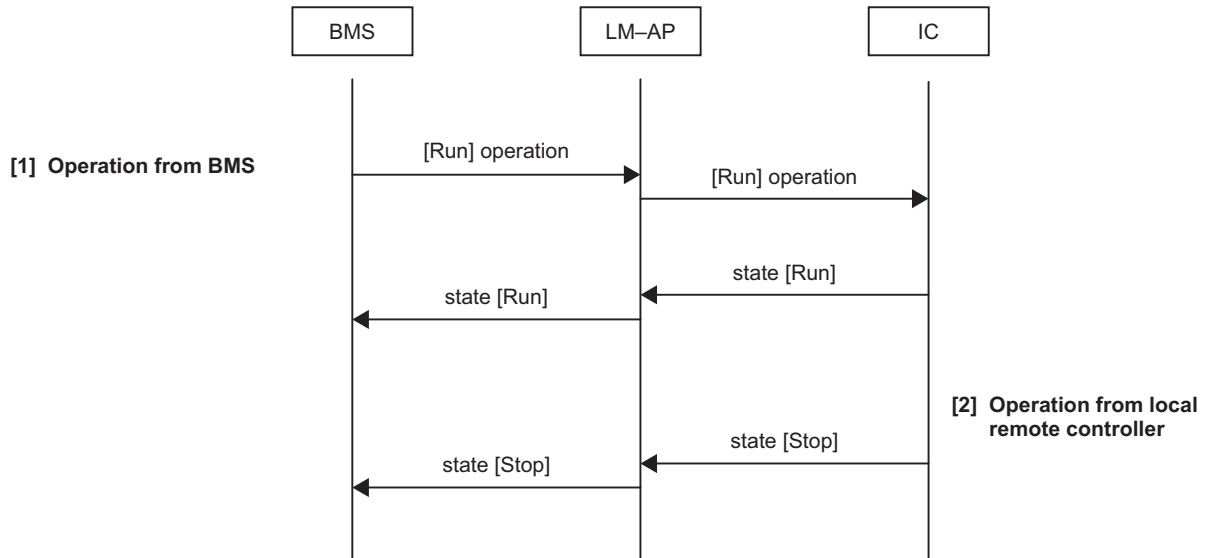 BMS
LM–AP
IC
[1] Operation from BMS
[Run] operation
[Run] operation
state [Run]
state [Run]
[2] Operation from local
remote controller
state [Stop]
state [Stop]